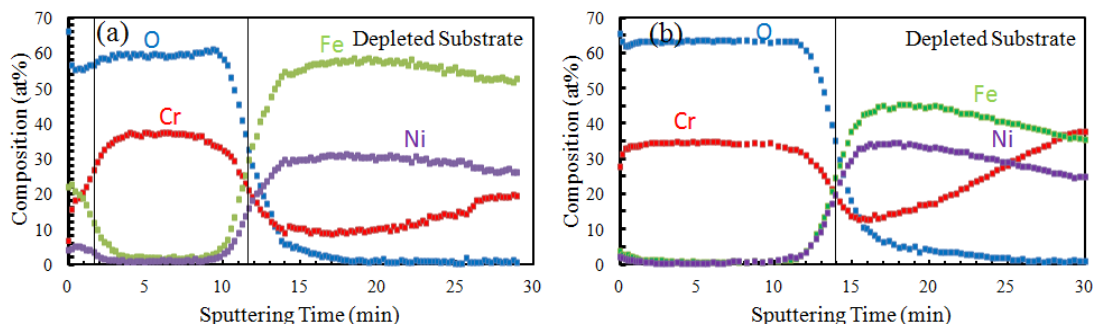 (a)
O
Fe
Depleted Substrate
Cr
Ni
Composition (at%)
70
60
50
40
30
20
10
0
0
5
10
15
20
25
30
Sputtering Time (min)
(b)
O
Depleted Substrate
Fe
Cr
Ni
Composition (at%)
70
60
50
40
30
20
10
0
0
5
10
15
20
25
30
Sputtering Time (min)